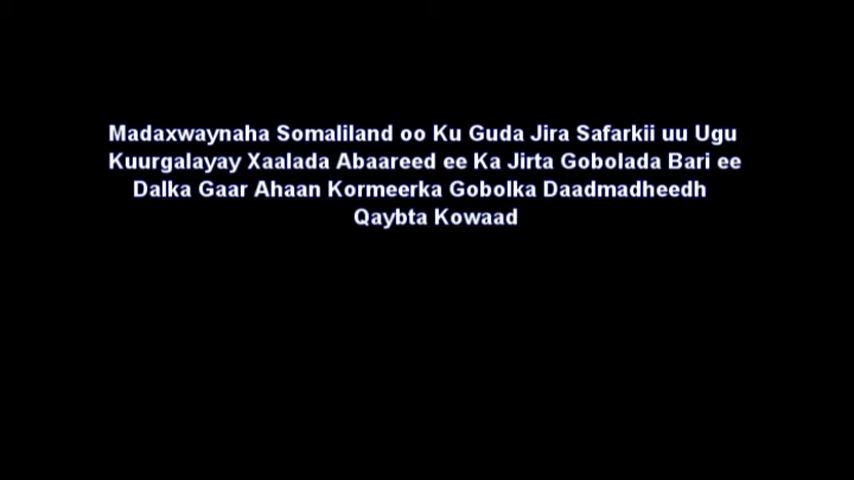 Madaxwaynaha Somaliland oo Ku Guda Jira Safarkii uu Ugu
Kuurgalayay Xaalada Abaareed ee Ka Jirta Gobolada Bari ee
Dalka Gaar Ahaan Kormeerka Gobolka Daadmadheedh
Qaybta Kowaad